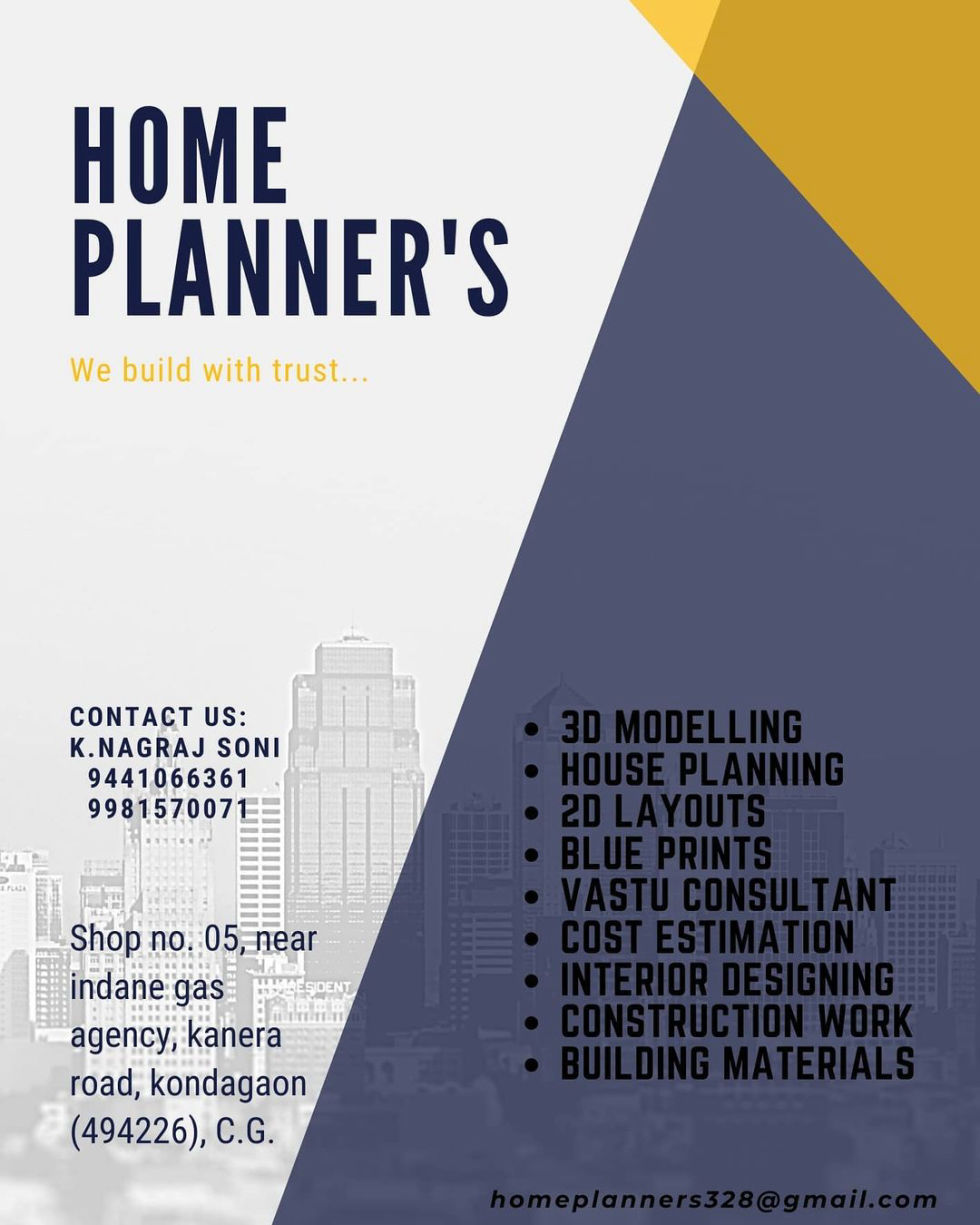 HOME
PLANNER'S
We build with trust...
CONTACT US:
K.NAGRAJ SONI
9441066361
9981570071
Shop no. 05, near
indane gas
agency, kanera
road, kondagaon
(494226), C.G.
• 3D MODELLING
• HOUSE PLANNING
• 2D LAYOUTS
• BLUE PRINTS
• VASTU CONSULTANT
• COST ESTIMATION
• INTERIOR DESIGNING
• CONSTRUCTION WORK
• BUILDING MATERIALS
homeplanners328@gmail.com